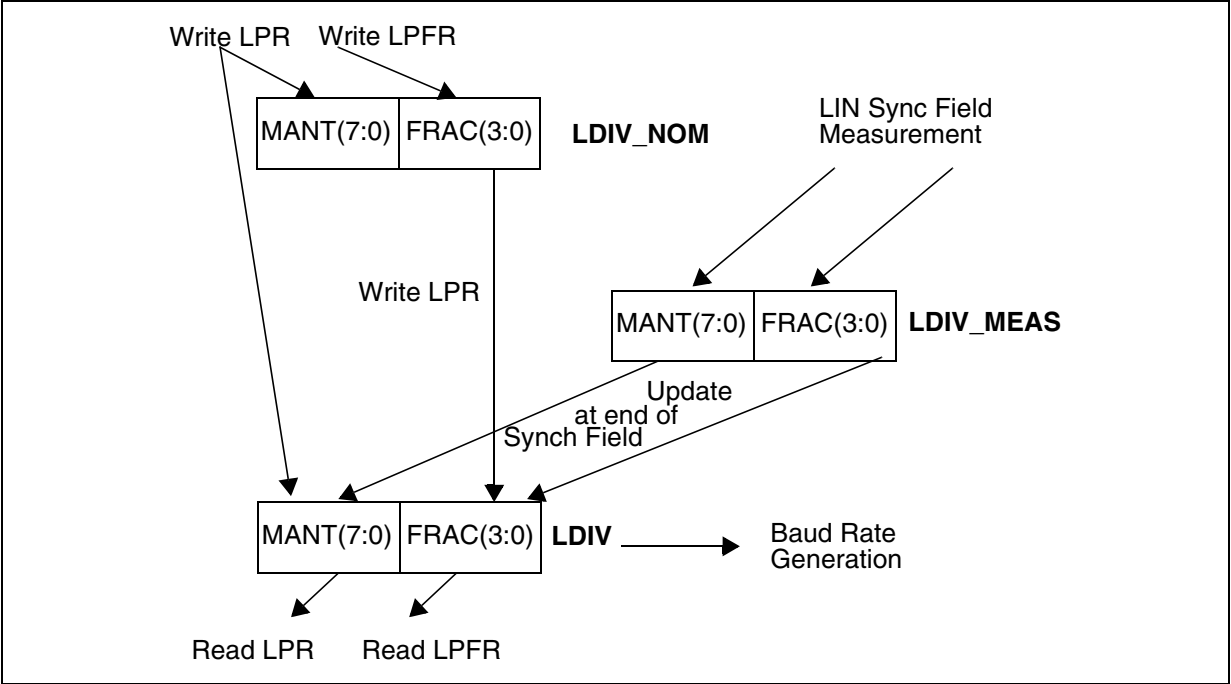 Write LPR
Write LPFR
MANT(7:0)
FRAC(3:0)
LDIV_NOM
LIN Sync Field
Measurement
Write LPR
MANT(7:0)
FRAC(3:0)
LDIV_MEAS
Update
at end of
Synch Field
MANT(7:0)
FRAC(3:0)
LDIV
Baud Rate
Generation
Read LPR
Read LPFR